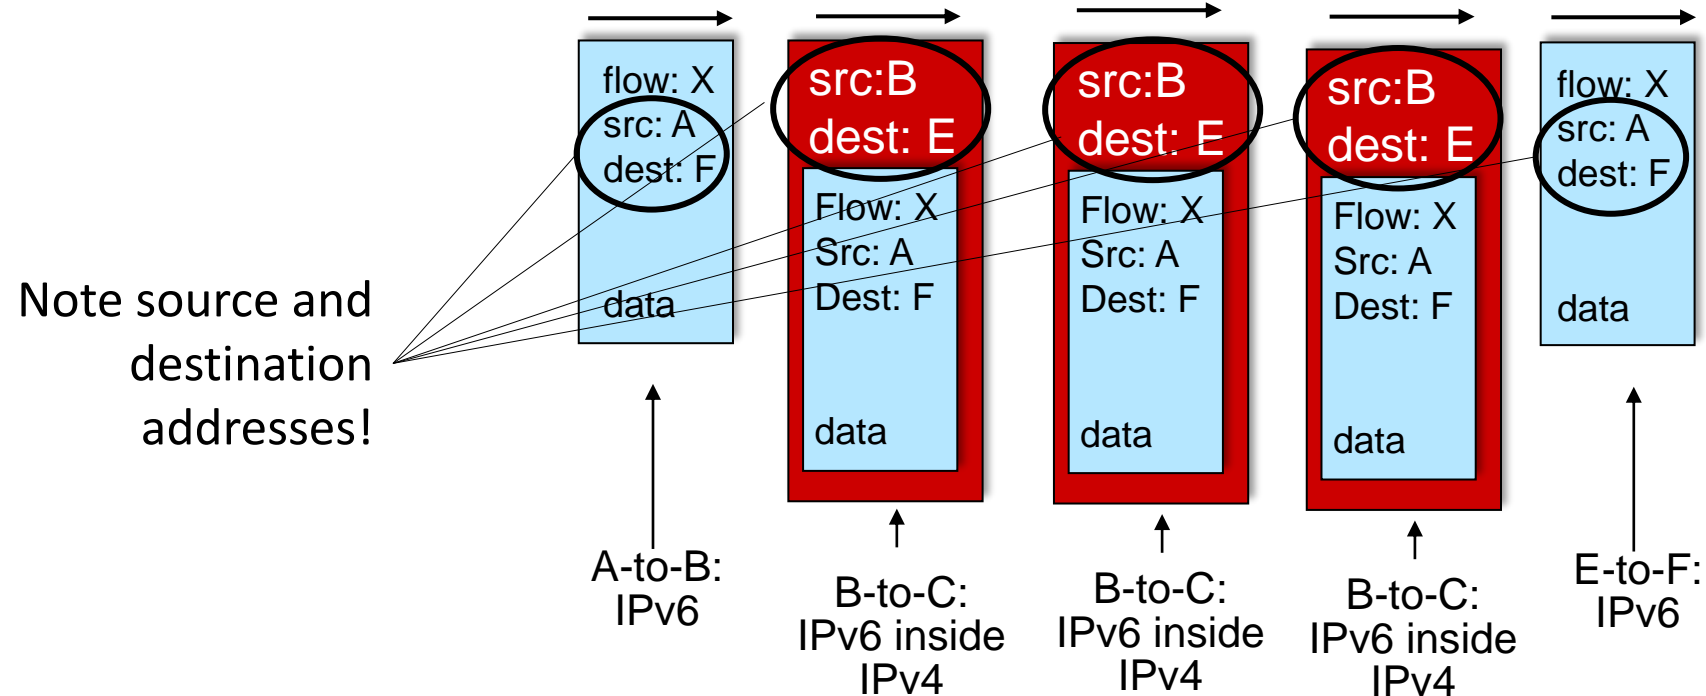 Note source and
destination
addresses!
flow: X
src: A
dest: F
data
A-to-B:
IPv6
src:B
dest: E
Flow: X
Src: A
Dest: F
data
B-to-C:
IPv6 inside
IPv4
src:B
dest: E
Flow: X
Src: A
Dest: F
data
B-to-C:
IPv6 inside
IPv4
src:B
dest: E
Flow: X
Src: A
Dest: F
data
B-to-C:
IPv6 inside
IPv4
flow: X
src: A
dest: F
data
E-to-F:
IPv6